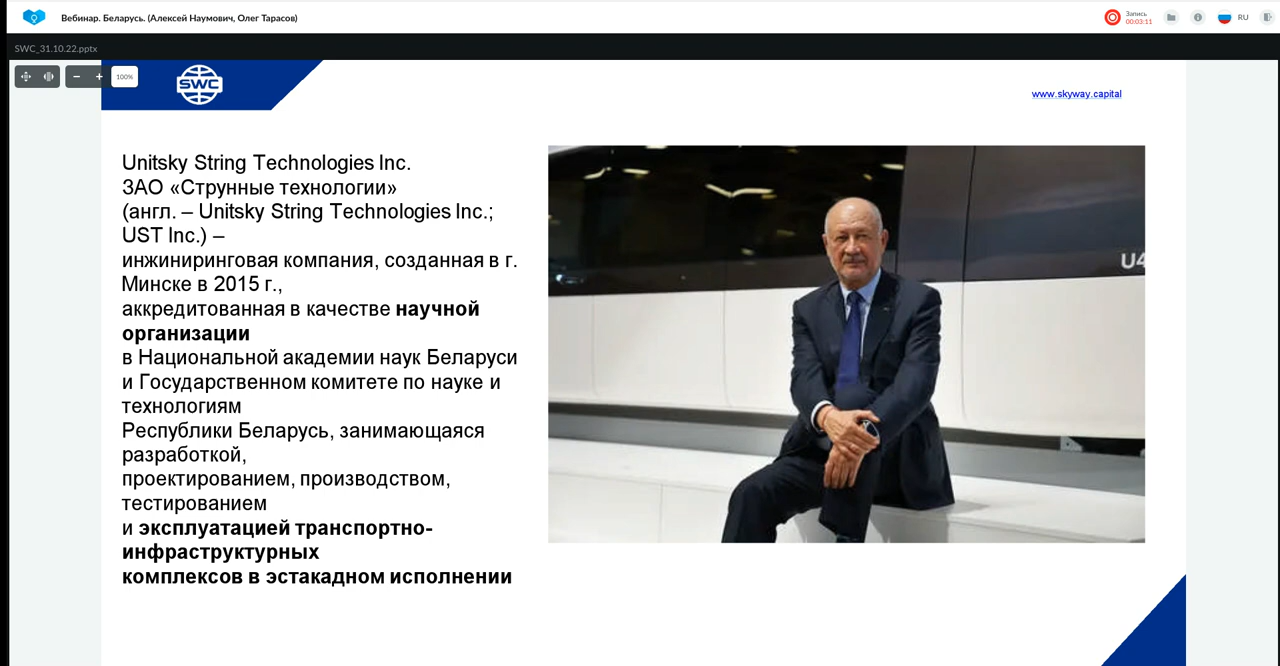 Вебинар. Беларусь. (Алексей Наумович, Олег Тарасов)
Запись
00:03:11
RU
SWC_31.10.22.pptx
100%
SWC
www.skyway.capital
Unitsky String Technologies Inc.
ЗАО «Струнные технологии»
(англ. – Unitsky String Technologies Inc.;
UST Inc.) –
инжиниринговая компания, созданная в г.
Минске в 2015 г.,
аккредитованная в качестве научной
организации
в Национальной академии наук Беларуси
и Государственном комитете по науке и
технологиям
Республики Беларусь, занимающаяся
разработкой,
проектированием, производством,
тестированием
и эксплуатацией транспортно-
инфраструктурных
комплексов в эстакадном исполнении
U4